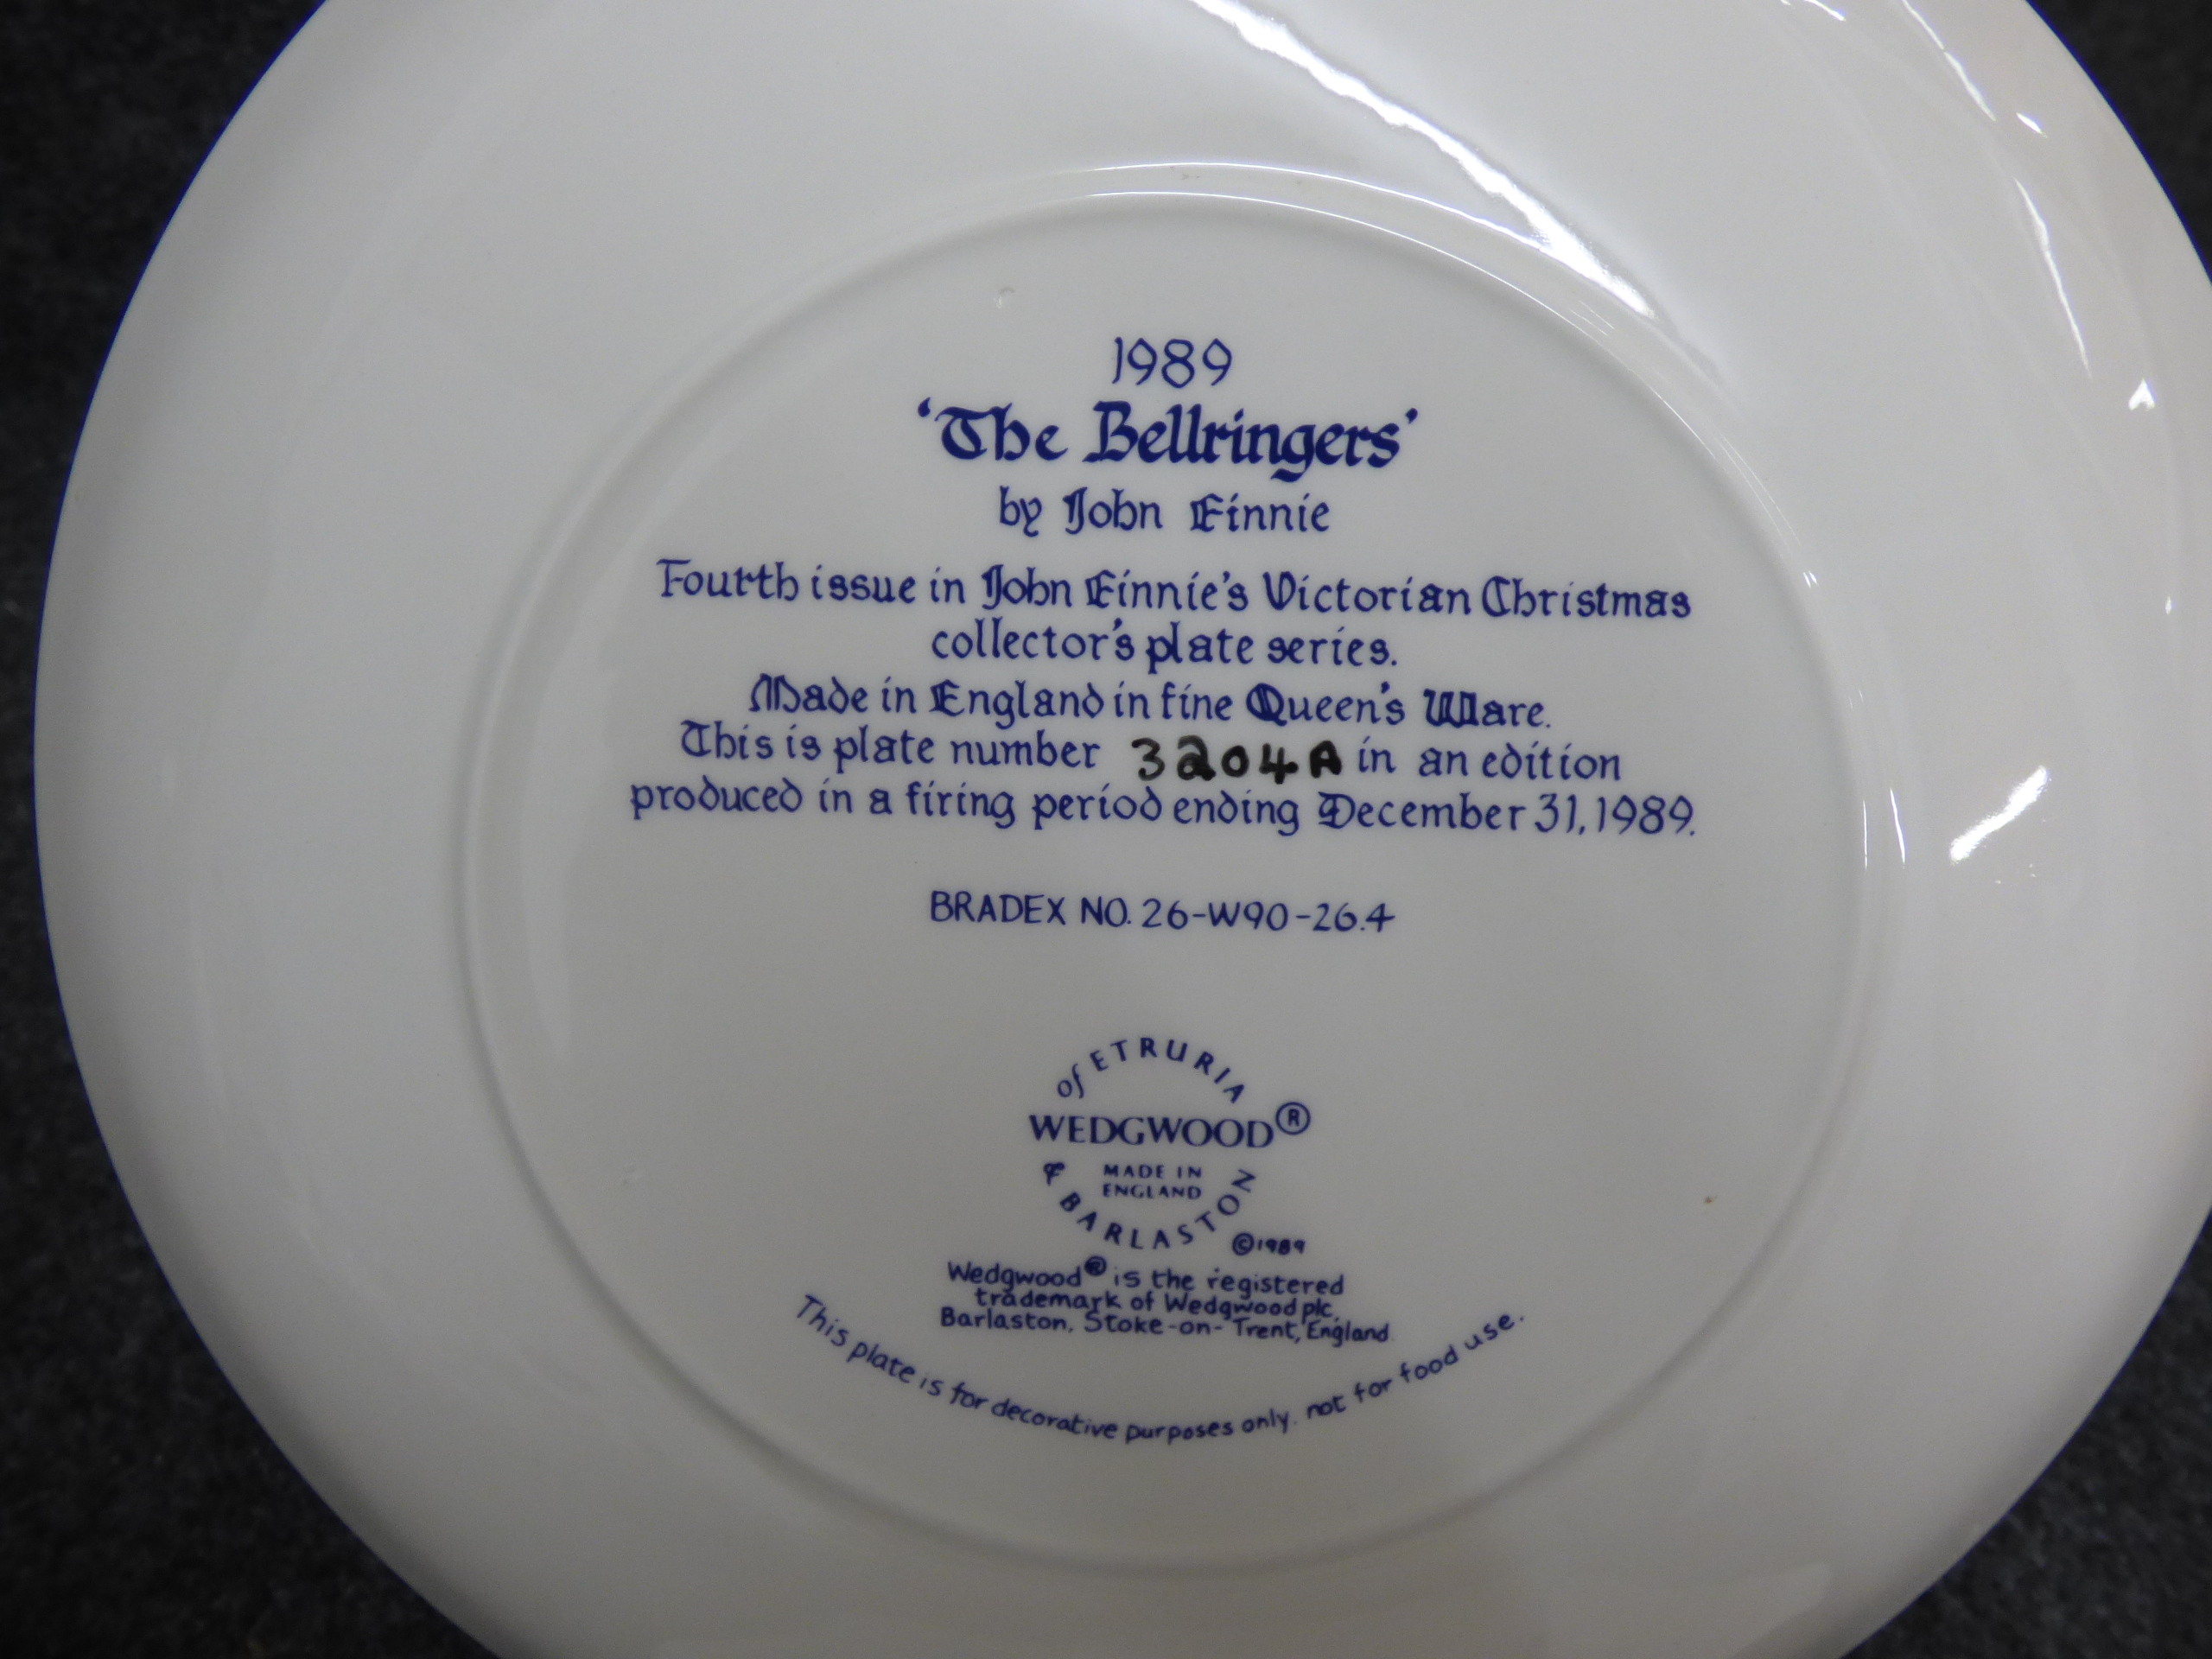 1989
'The Bellringers'
by John Finnie
Fourth issue in John Finnie's Victorian Christmas
collector's plate series.
Made in England in fine Queen's Ware.
This is plate number 3204A in an edition
produced in a firing period ending December 31, 1989.
BRADEX NO. 26-W90-26.4
of ETRURIA
WEDGWOOD®
MADE IN
ENGLAND
& BARLASTON
©1989
Wedgwood® is the registered
trademark of Wedgwood plc,
Barlaston, Stoke-on-Trent, England
This plate is for decorative purposes only. not for food use.